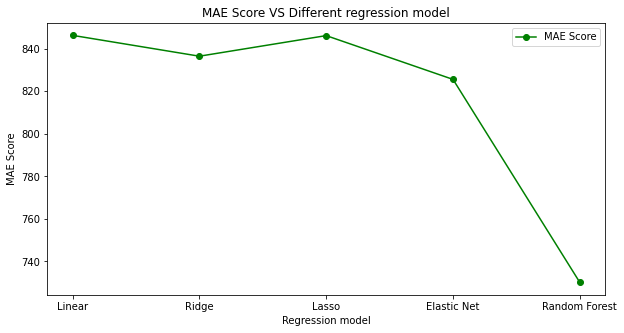 MAE Score VS Different regression model
MAE Score
840
820
800
780
760
740
MAE Score
Linear
Ridge
Lasso
Elastic Net
Random Forest
Regression model